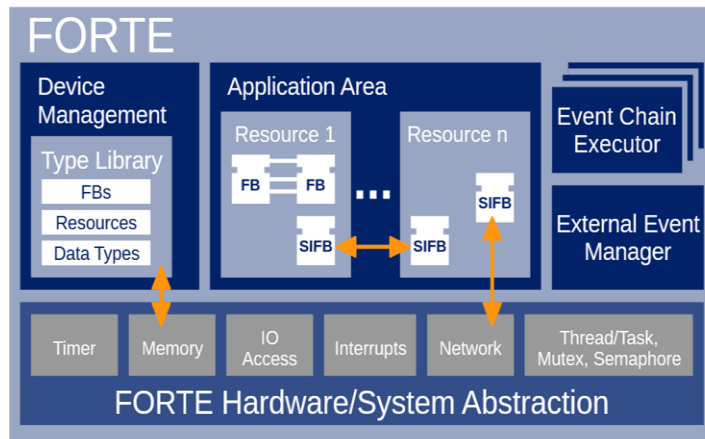 FORTE
Device
Management
Type Library
FBs
Resources
Data Types
Application Area
Resource 1
FB
FB
SIFB
...
Resource n
SIFB
SIFB
Event Chain
Executor
External Event
Manager
Timer
Memory
IO
Access
Interrupts
Network
Thread/Task,
Mutex, Semaphore
FORTE Hardware/System Abstraction